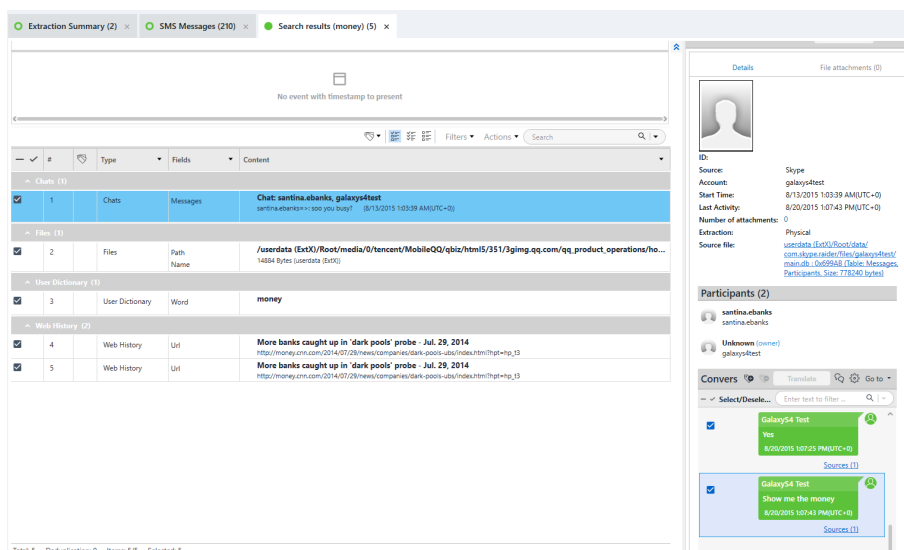 Extraction Summary (2) ×
SMS Messages (210) ×
Search results (money) (5) ×
No event with timestamp to present
Filters Actions Search
# Type Fields Content
Chats (1)
1 Chats Messages Chat: santina.ebanks, galaxys4test
santina.ebanks=>: soo you busy? (8/13/2015 1:03:39 AM(UTC+0))
Files (1)
2 Files Path /userdata (ExtX)/Root/media/0/tencent/MobileQQ/qbiz/html5/351/3gimg.qq.com/qq_product_operations/ho...
Name 14884 Bytes (userdata (ExtX))
User Dictionary (1)
3 User Dictionary Word money
Web History (2)
4 Web History Url More banks caught up in 'dark pools' probe - Jul. 29, 2014
http://money.cnn.com/2014/07/29/news/companies/dark-pools-ubs/index.html?hpt=hp_t3
5 Web History Url More banks caught up in 'dark pools' probe - Jul. 29, 2014
http://money.cnn.com/2014/07/29/news/companies/dark-pools-ubs/index.html?hpt=hp_t3
Details File attachments (0)
ID:
Source: Skype
Account: galaxys4test
Start Time: 8/13/2015 1:03:39 AM(UTC+0)
Last Activity: 8/20/2015 1:07:43 PM(UTC+0)
Number of attachments: 0
Extraction: Physical
Source file: userdata (ExtX)/Root/data/
com.skype.raider/files/galaxys4test/
main.db : 0x699AB (Table: Messages,
Participants, Size: 778240 bytes)
Participants (2)
santina.ebanks
santina.ebanks
Unknown (owner)
galaxys4test
Convers Translate Go to
Select/Desele... Enter text to filter ...
GalaxyS4 Test
Yes
8/20/2015 1:07:25 PM(UTC+0)
Sources (1)
GalaxyS4 Test
Show me the money
8/20/2015 1:07:43 PM(UTC+0)
Sources (1)